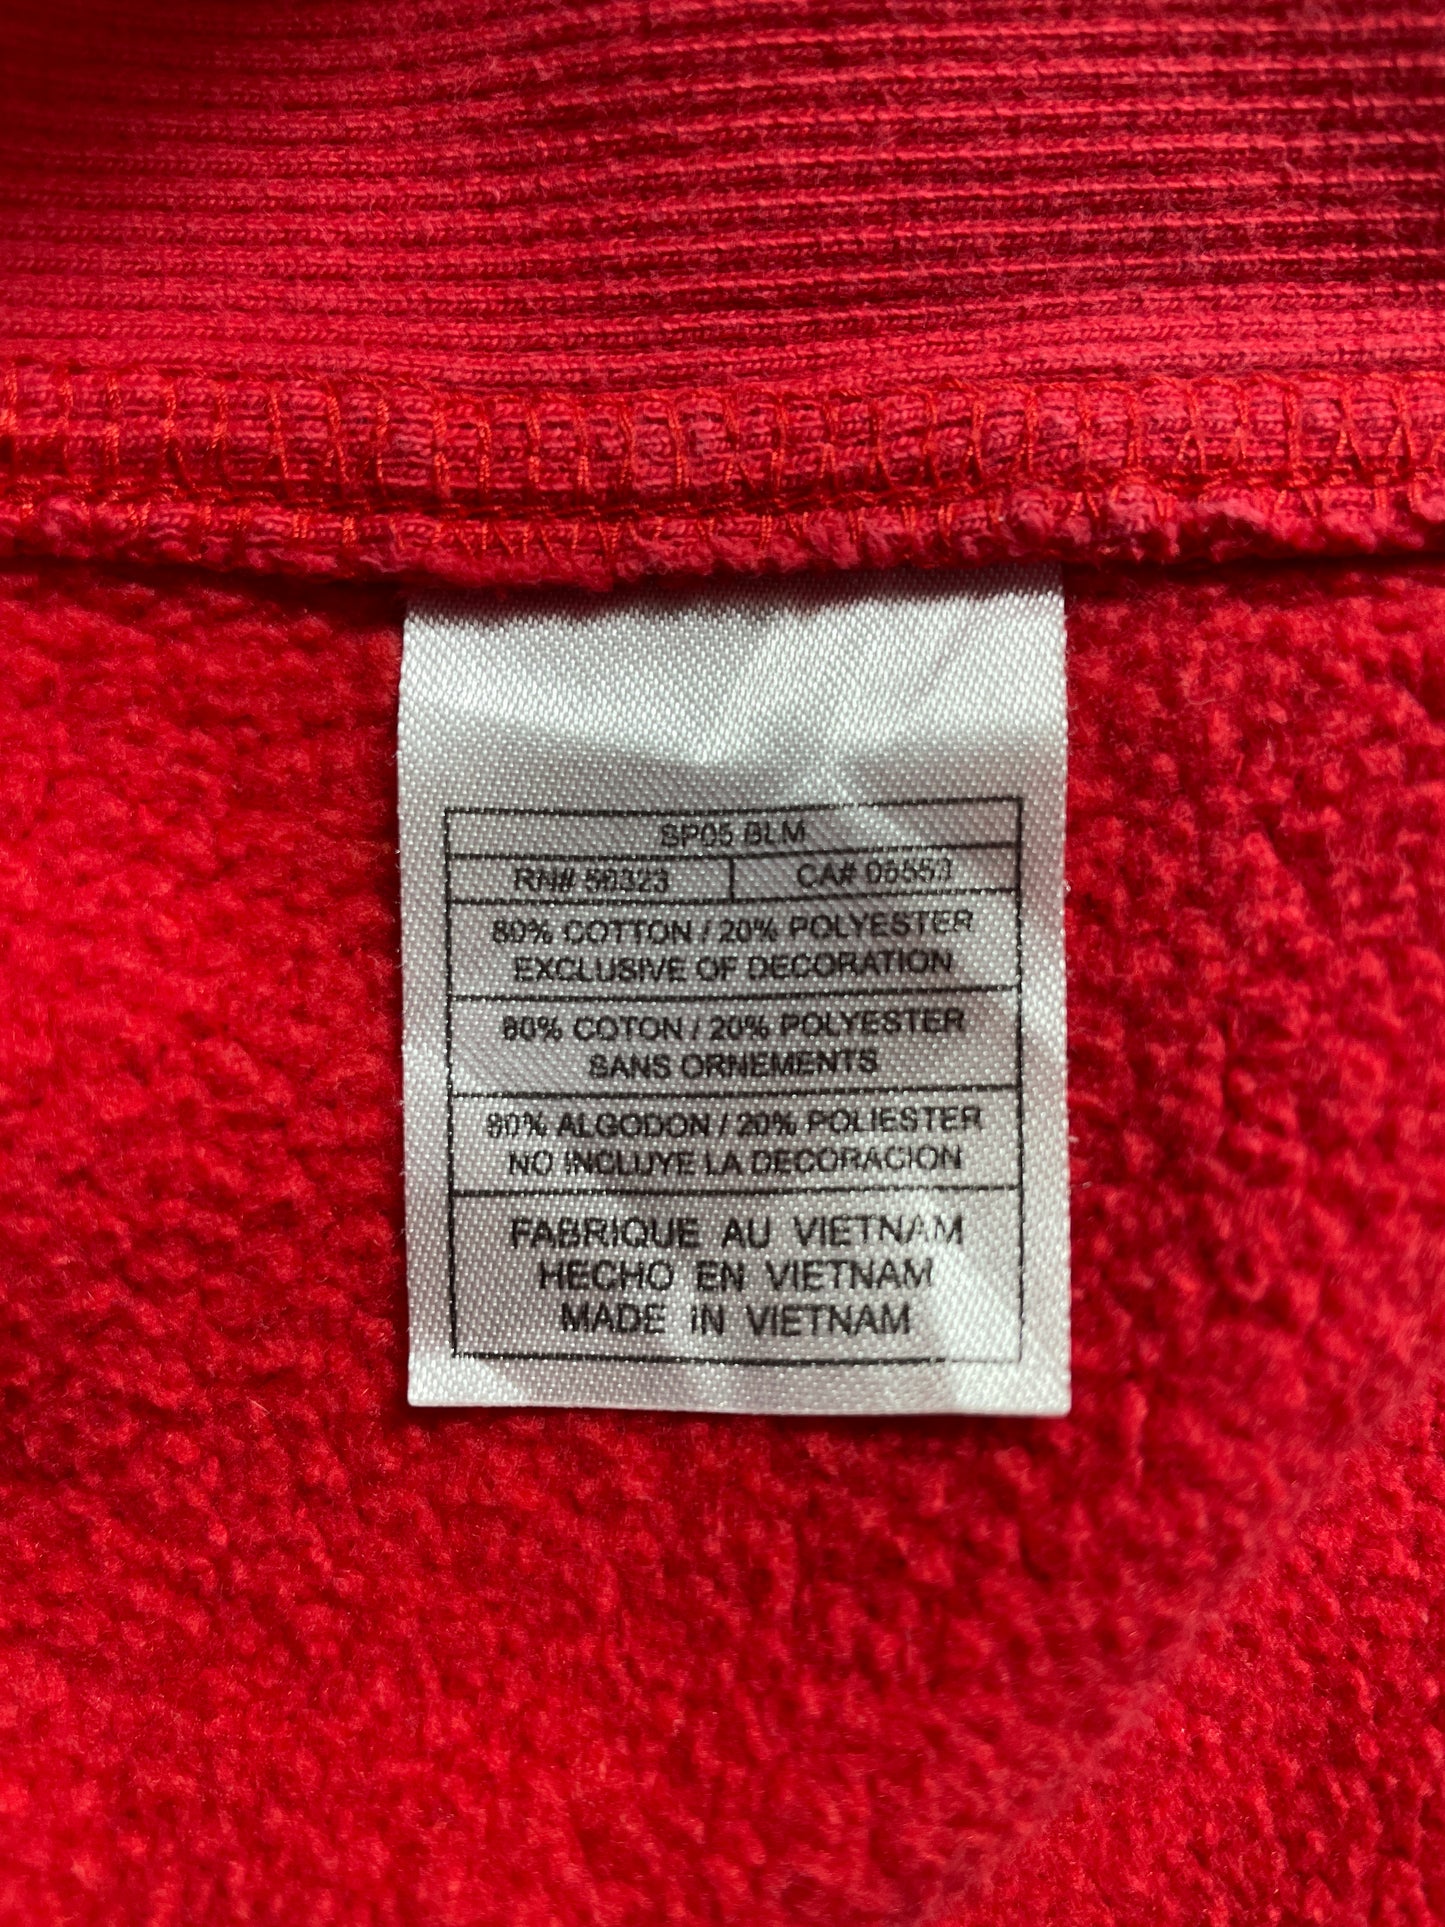 SP05 BLM
RN# 56323 CA# 05553
80% COTTON / 20% POLYESTER
EXCLUSIVE OF DECORATION
80% COTON / 20% POLYESTER
SANS ORNEMENTS
80% ALGODON / 20% POLIESTER
NO INCLUYE LA DECORACION
FABRIQUE AU VIETNAM
HECHO EN VIETNAM
MADE IN VIETNAM